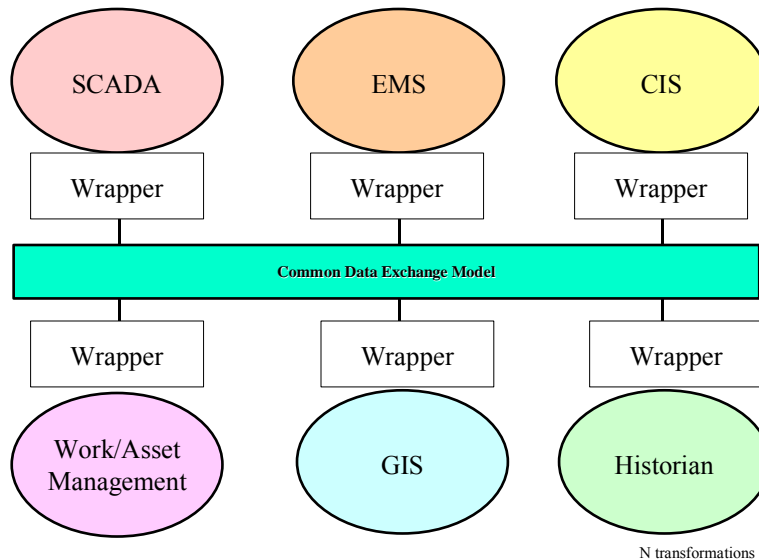 SCADA
EMS
CIS
Wrapper
Wrapper
Wrapper
Common Data Exchange Model
Wrapper
Wrapper
Wrapper
Work/Asset
Management
GIS
Historian
N transformations